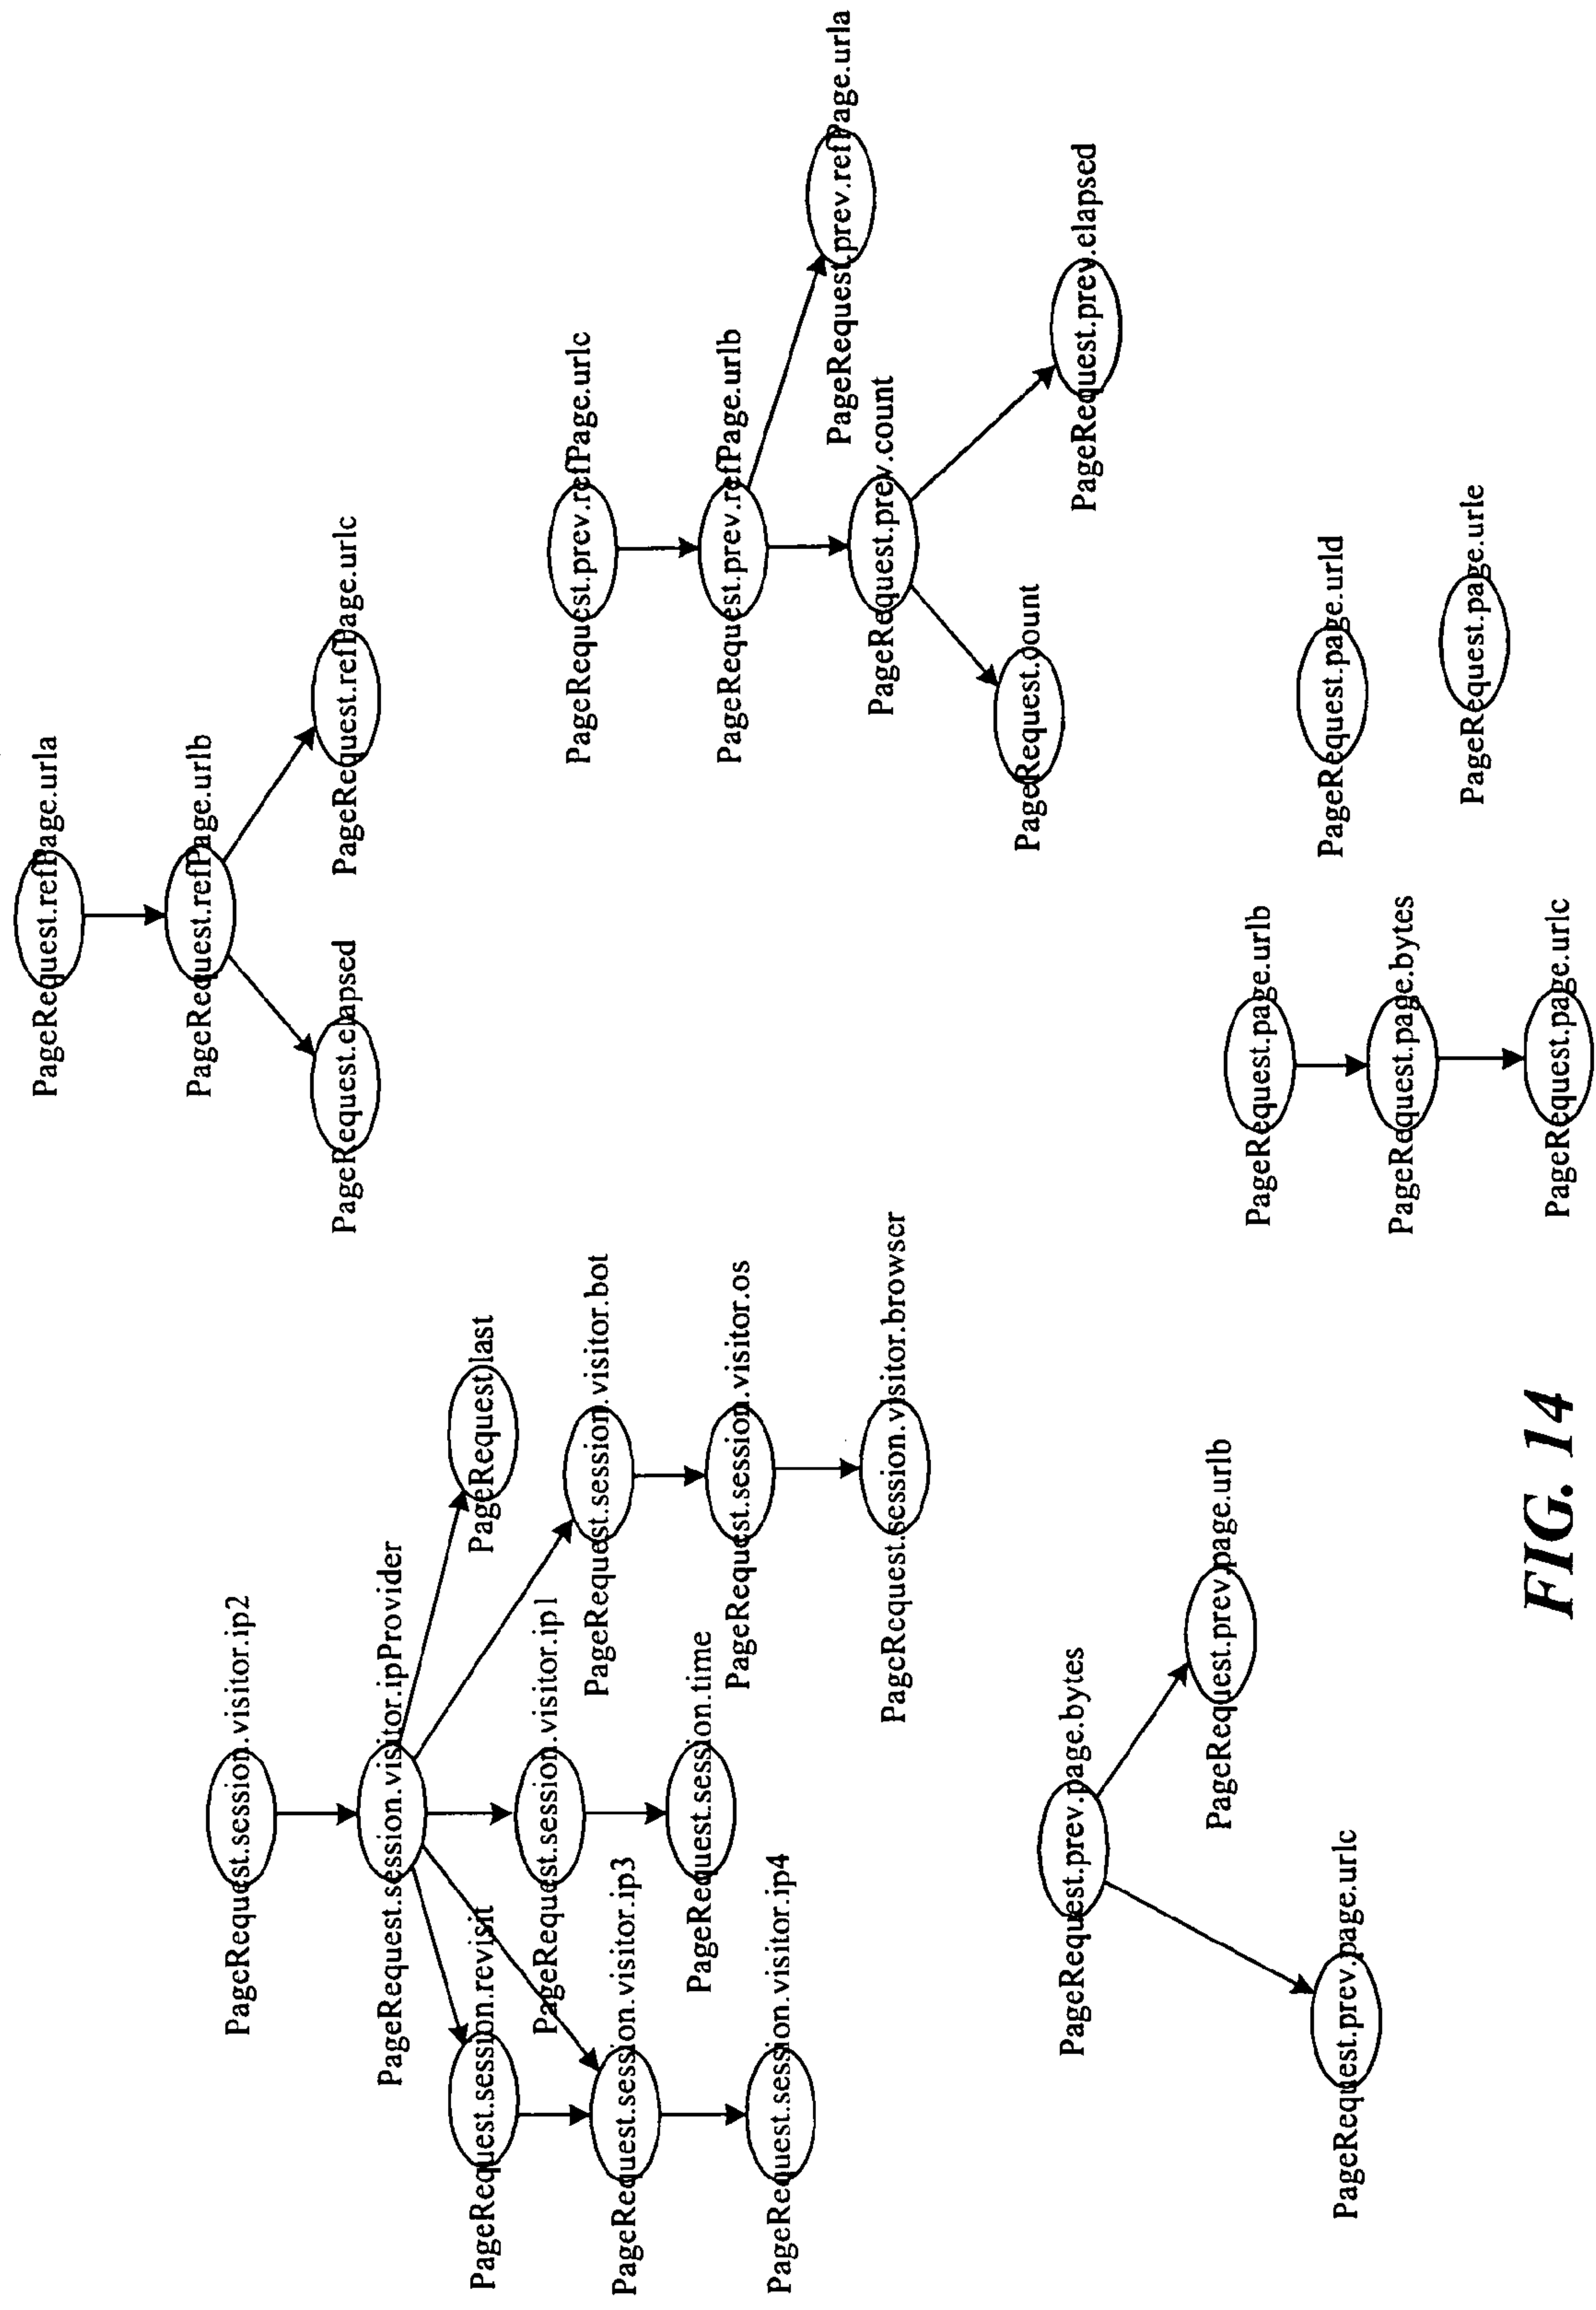 PageRequest.refPage.urla
PageRequest.refPage.urlb
PageRequest.elapsed
PageRequest.refPage.urlc
PageRequest.prev.refPage.urlc
PageRequest.prev.refPage.urlb
PageRequest.prev.refPage.urla
PageRequest.prev.count
PageRequest.count
PageRequest.prev.elapsed
PageRequest.session.visitor.ip2
PageRequest.session.visitor.ipProvider
PageRequest.last
PageRequest.session.revisit
PageRequest.session.visitor.ip1
PageRequest.session.visitor.bot
PageRequest.session.visitor.ip3
PageRequest.session.time
PageRequest.session.visitor.os
PageRequest.session.visitor.ip4
PageRequest.session.visitor.browser
PageRequest.prev.page.bytes
PageRequest.prev.page.urlb
PageRequest.prev.page.urlc
PageRequest.page.urlb
PageRequest.page.bytes
PageRequest.page.urlc
PageRequest.page.urld
PageRequest.page.urle
FIG. 14